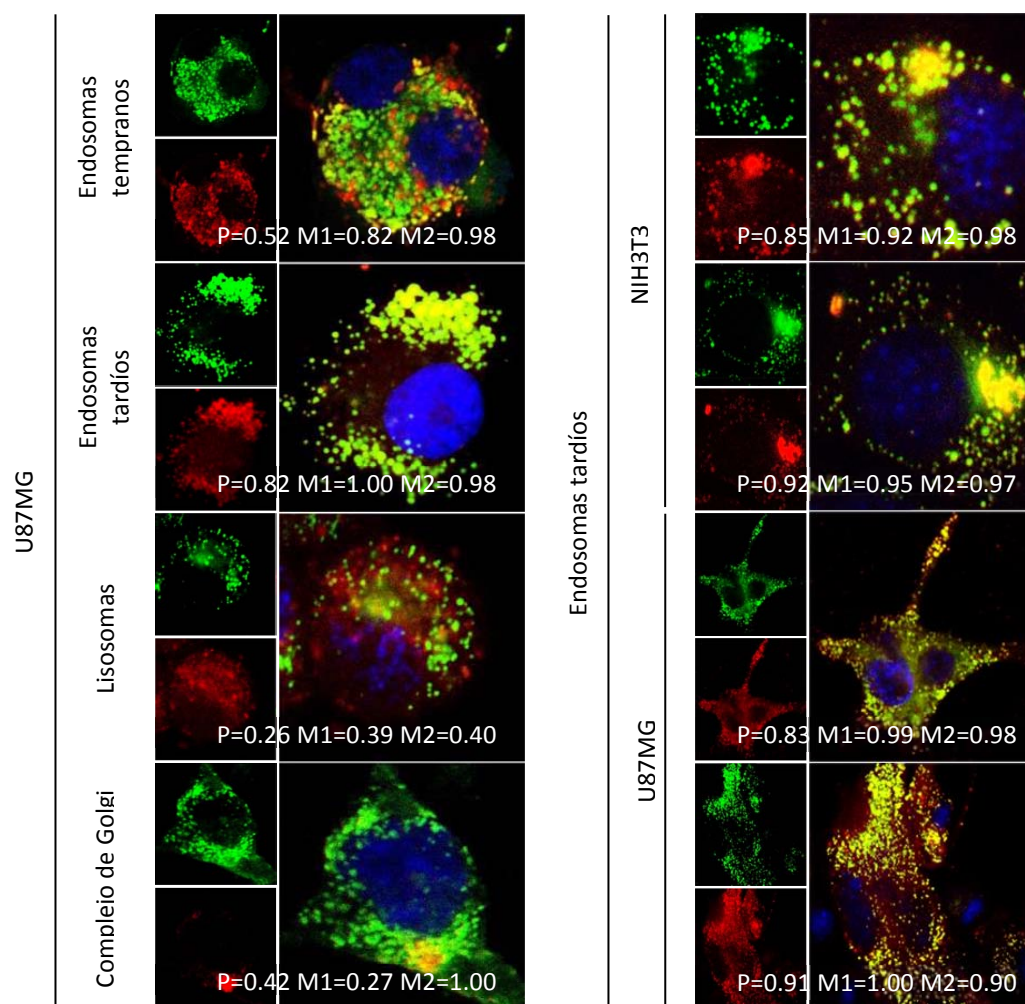 U87MG
Endosomas
tempranos
P=0.52 M1=0.82 M2=0.98
Endosomas
tardíos
P=0.82 M1=1.00 M2=0.98
Lisosomas
P=0.26 M1=0.39 M2=0.40
Complejo de Golgi
P=0.42 M1=0.27 M2=1.00
Endosomas tardíos
NIH3T3
P=0.85 M1=0.92 M2=0.98
P=0.92 M1=0.95 M2=0.97
U87MG
P=0.83 M1=0.99 M2=0.98
P=0.91 M1=1.00 M2=0.90